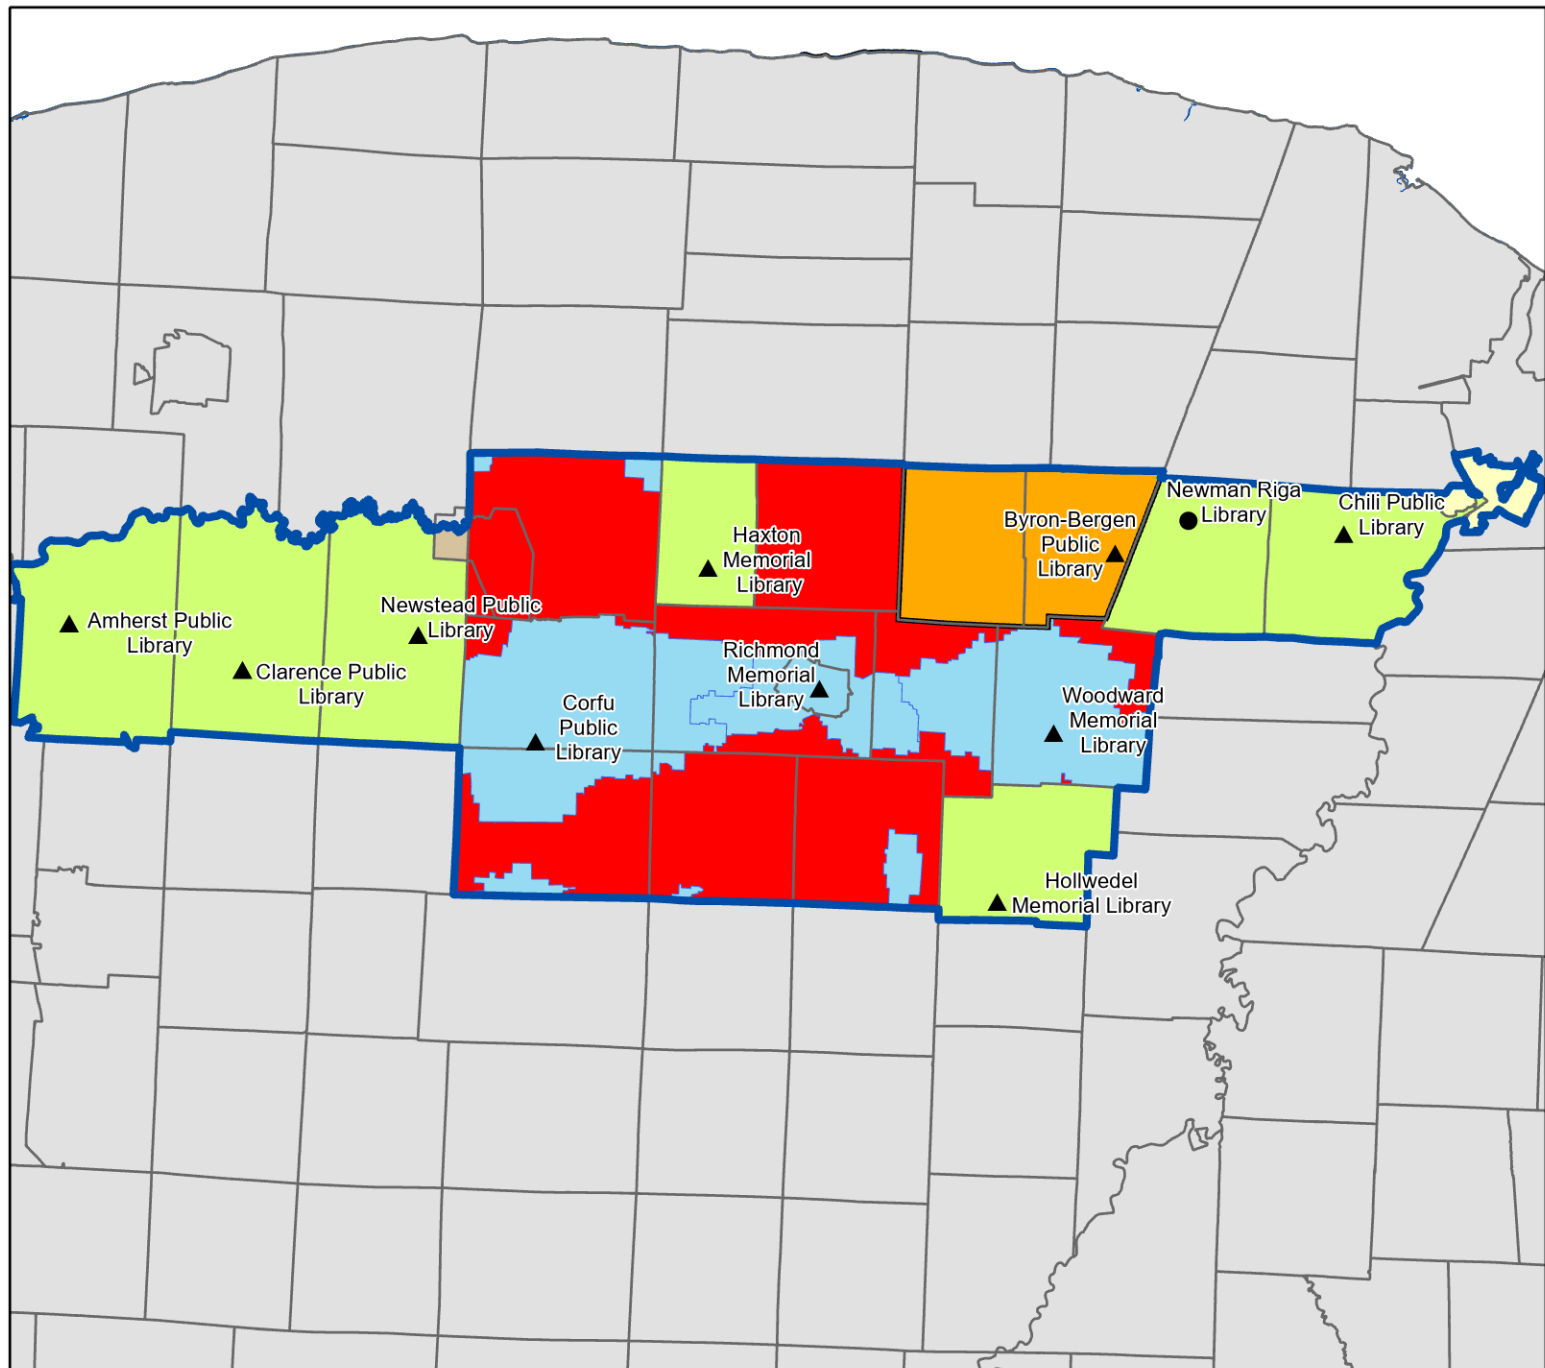 Newman Riga
Library
Chili Public
Library
Byron-Bergen
Public
Library
Haxton
Memorial
Library
Newstead Public
Library
Amherst Public
Library
Clarence Public
Library
Richmond
Memorial
Library
Corfu
Public
Library
Woodward
Memorial
Library
Hollwedel
Memorial Library